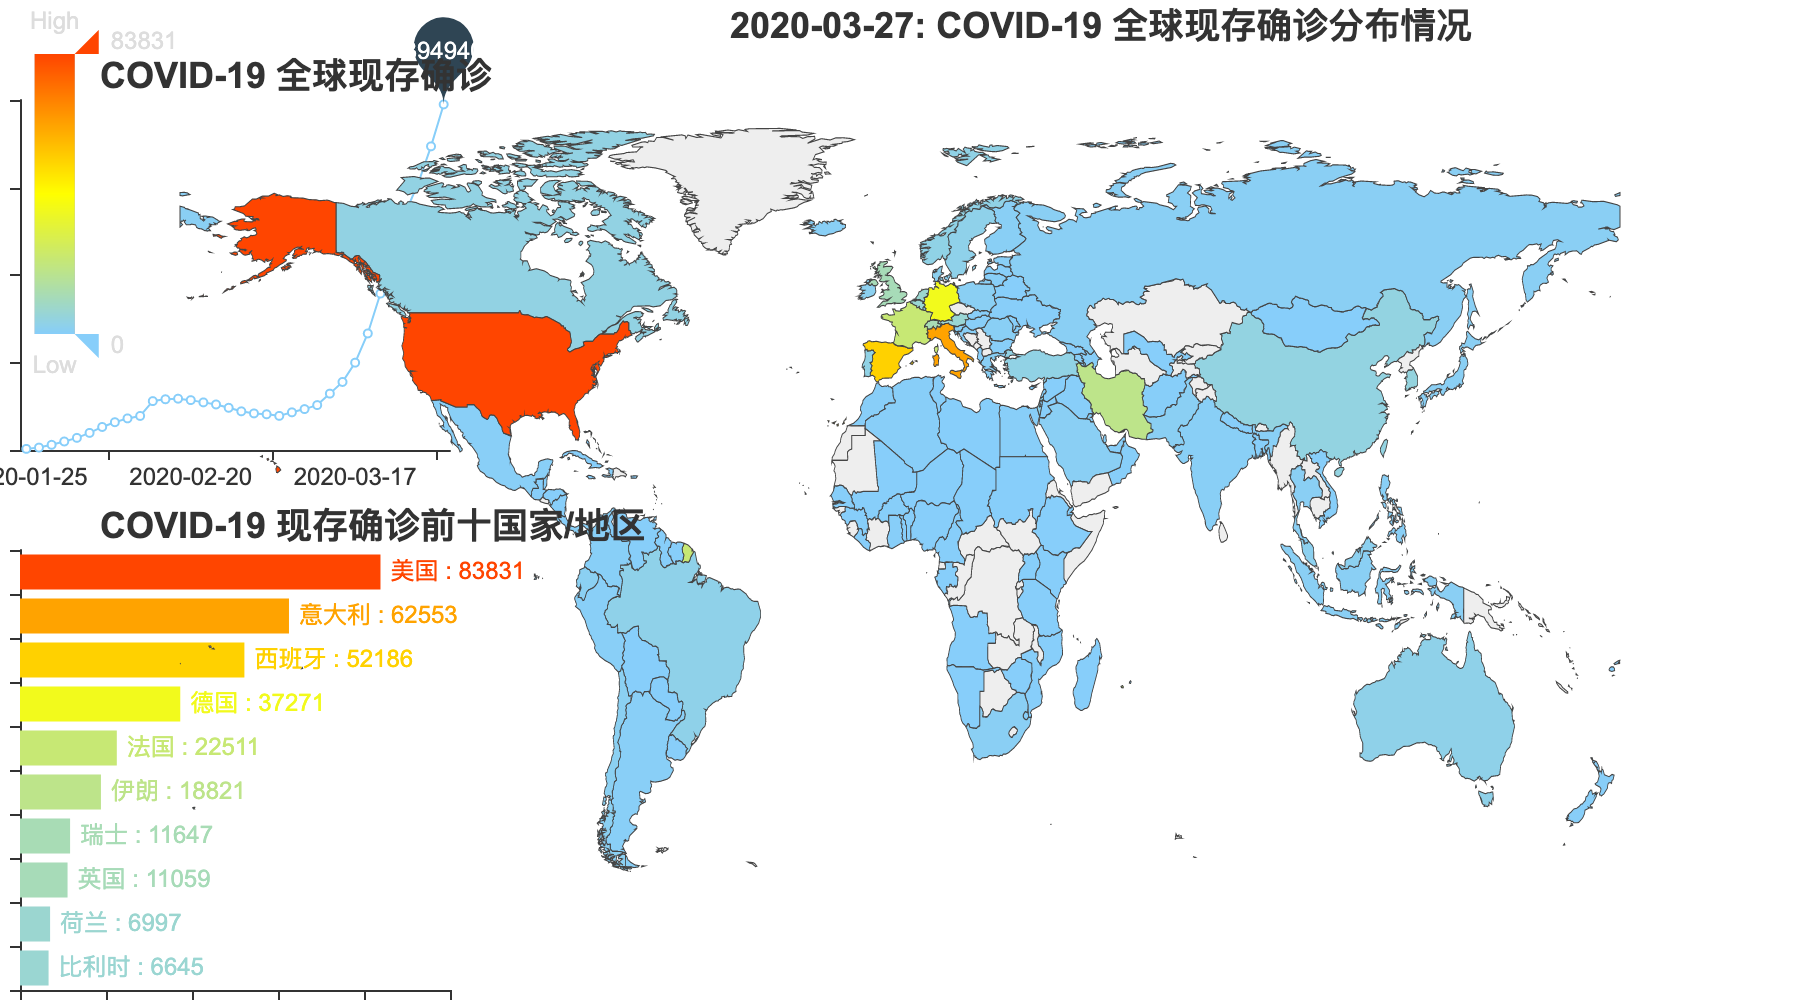 2020-03-27: COVID-19 全球现存确诊分布情况
High
83831
0
Low
COVID-19 全球现存确诊
20-01-25
2020-02-20
2020-03-17
COVID-19 现存确诊前十国家/地区
美国 : 83831
意大利 : 62553
西班牙 : 52186
德国 : 37271
法国 : 22511
伊朗 : 18821
瑞士 : 11647
英国 : 11059
荷兰 : 6997
比利时 : 6645